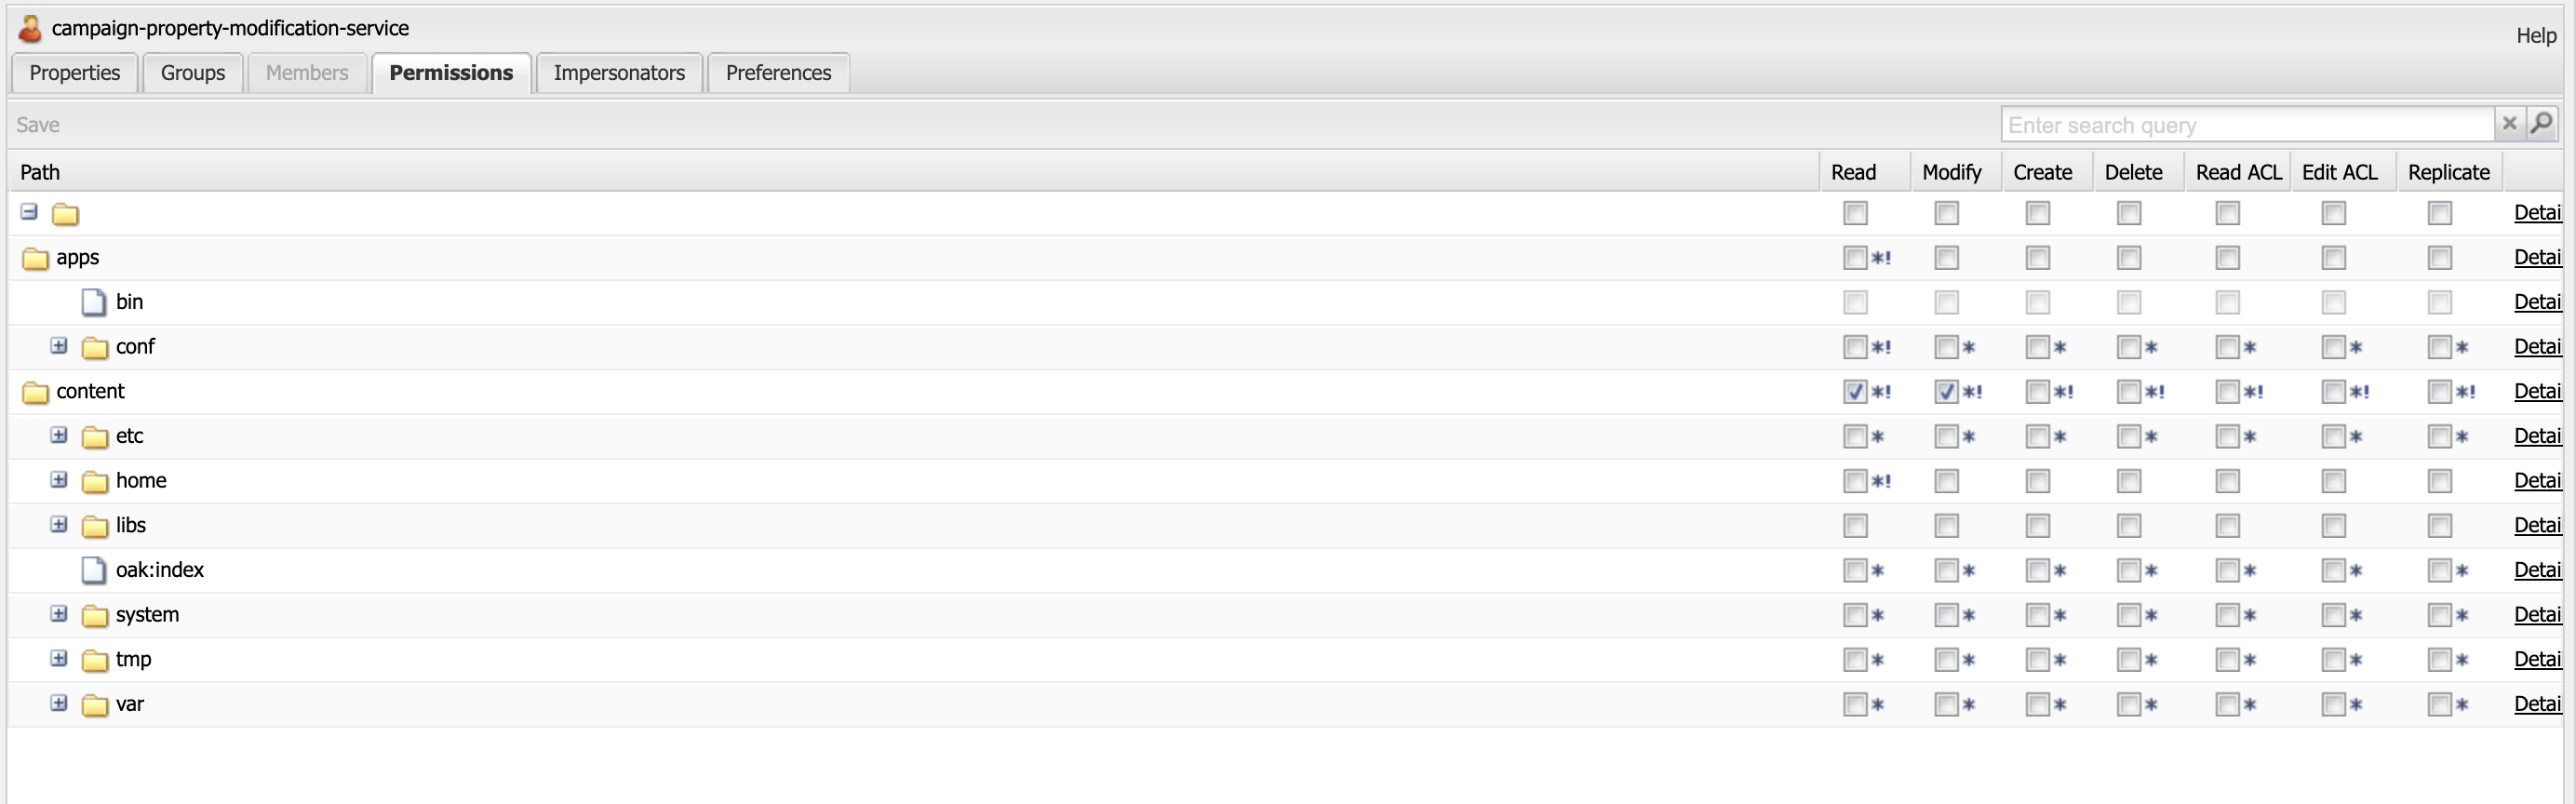 campaign-property-modification-service
Help
Properties Groups Members Permissions Impersonators Preferences
Save Enter search query
Path Read Modify Create Delete Read ACL Edit ACL Replicate
Detai
apps *! Detai
bin Detai
conf *! * * * * * * Detai
content *! *! *! *! *! *! *! Detai
etc * * * * * * * Detai
home *! Detai
libs Detai
oak:index * * * * * * * Detai
system * * * * * * * Detai
tmp * * * * * * * Detai
var * * * * * * * Detai